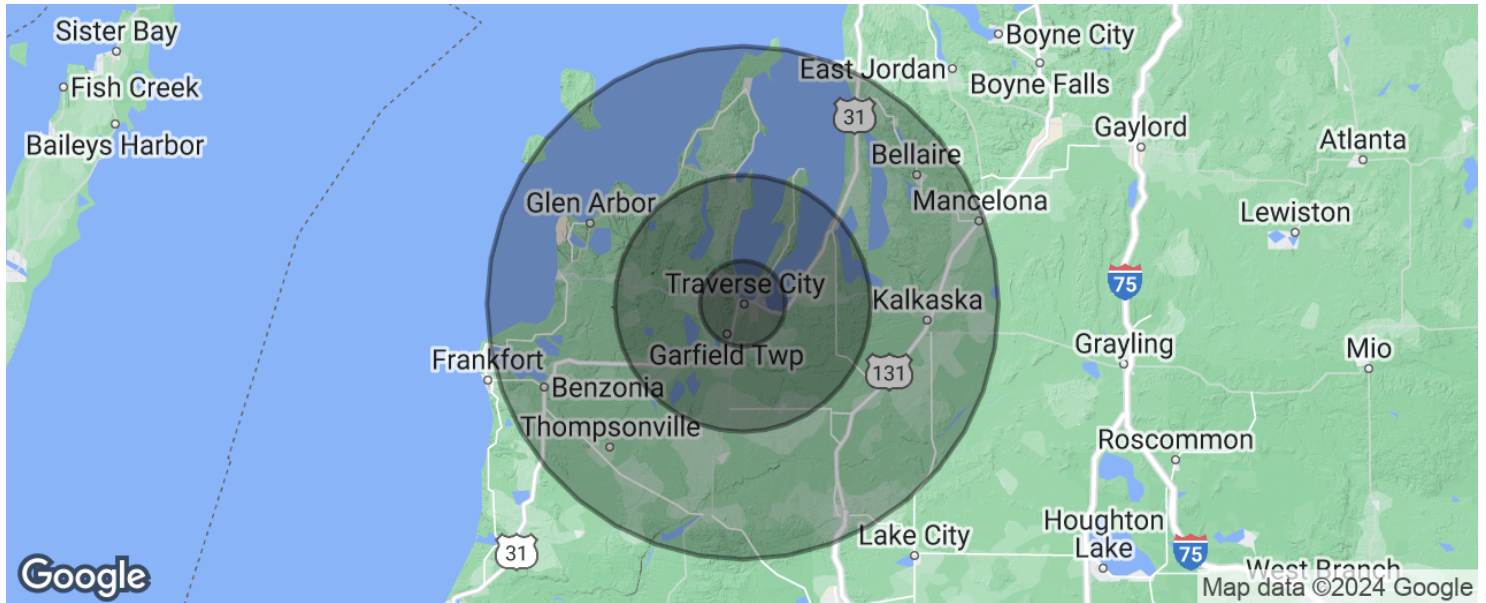 Sister Bay
Fish Creek
Baileys Harbor
Boyne City
East Jordan
Boyne Falls
31
Gaylord
Atlanta
Bellaire
Glen Arbor
Mancelona
Lewiston
Traverse City
75
Kalkaska
Garfield Twp
Grayling
Mio
Frankfort
131
Benzonia
Thompsonville
Roscommon
Lake City
Houghton
Lake
31
75
West Branch
Google
Map data ©2024 Google